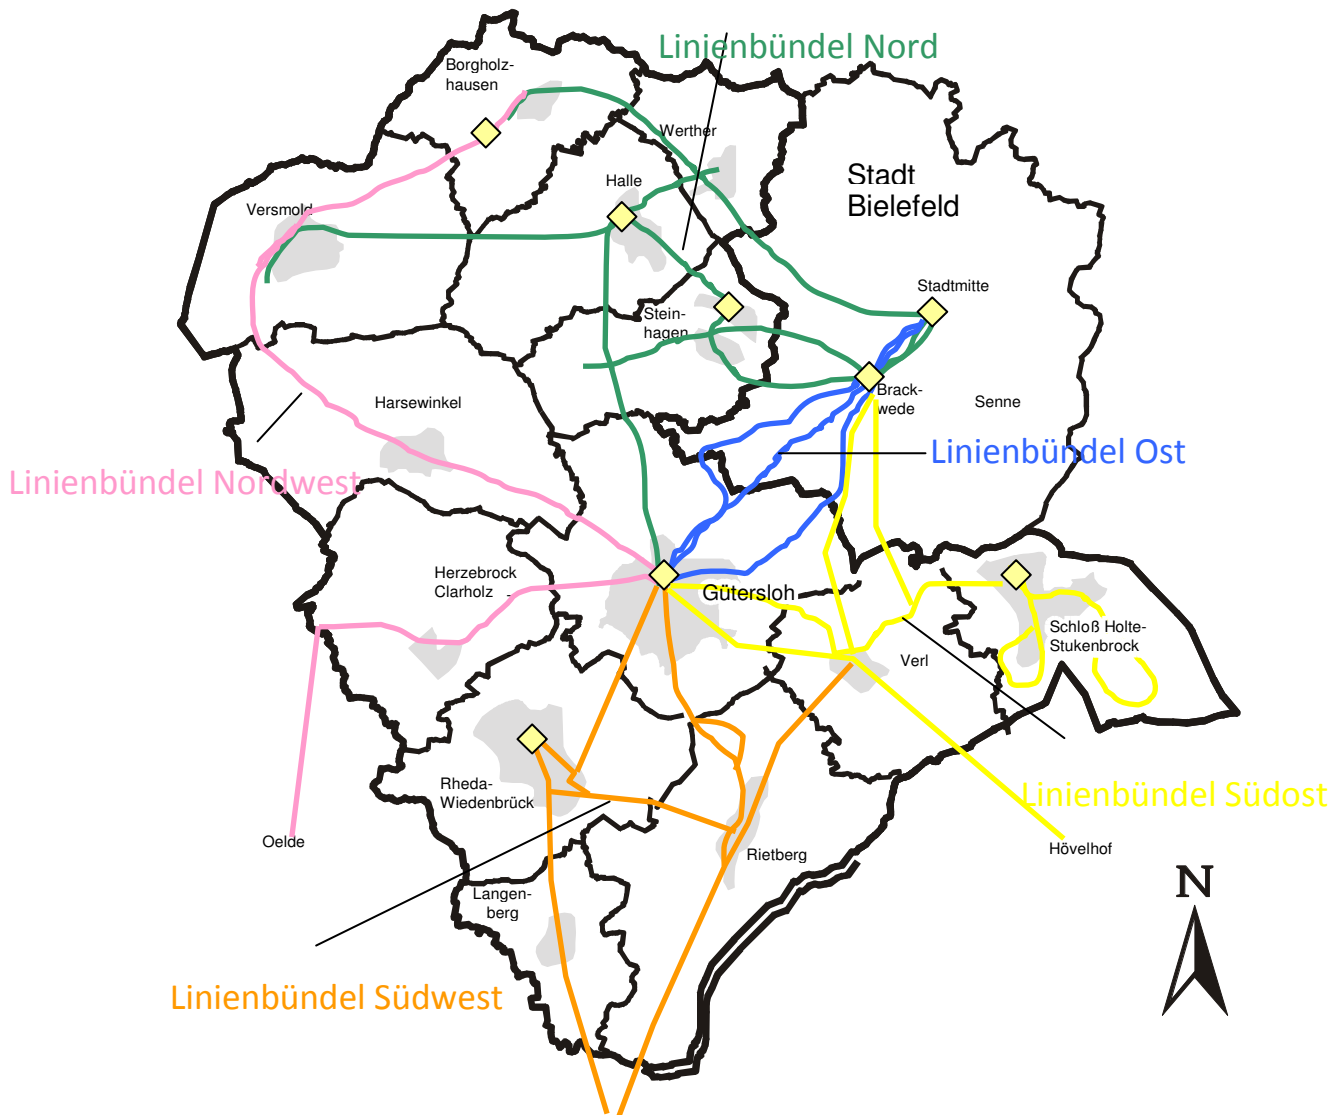 Linienbündel Nord
Borgholz-
hausen
Werther
Stadt
Bielefeld
Halle
Versmold
Stadtmitte
Stein-
hagen
Brack-
wede
Senne
Harsewinkel
Linienbündel Ost
Linienbündel Nordwest
Herzebrock
Clarholz
Gütersloh
Schloß Holte-
Stukenbrock
Verl
Rheda-
Wiedenbrück
Linienbündel Südost
Oelde
Hövelhof
Rietberg
N
Langen-
berg
Linienbündel Südwest